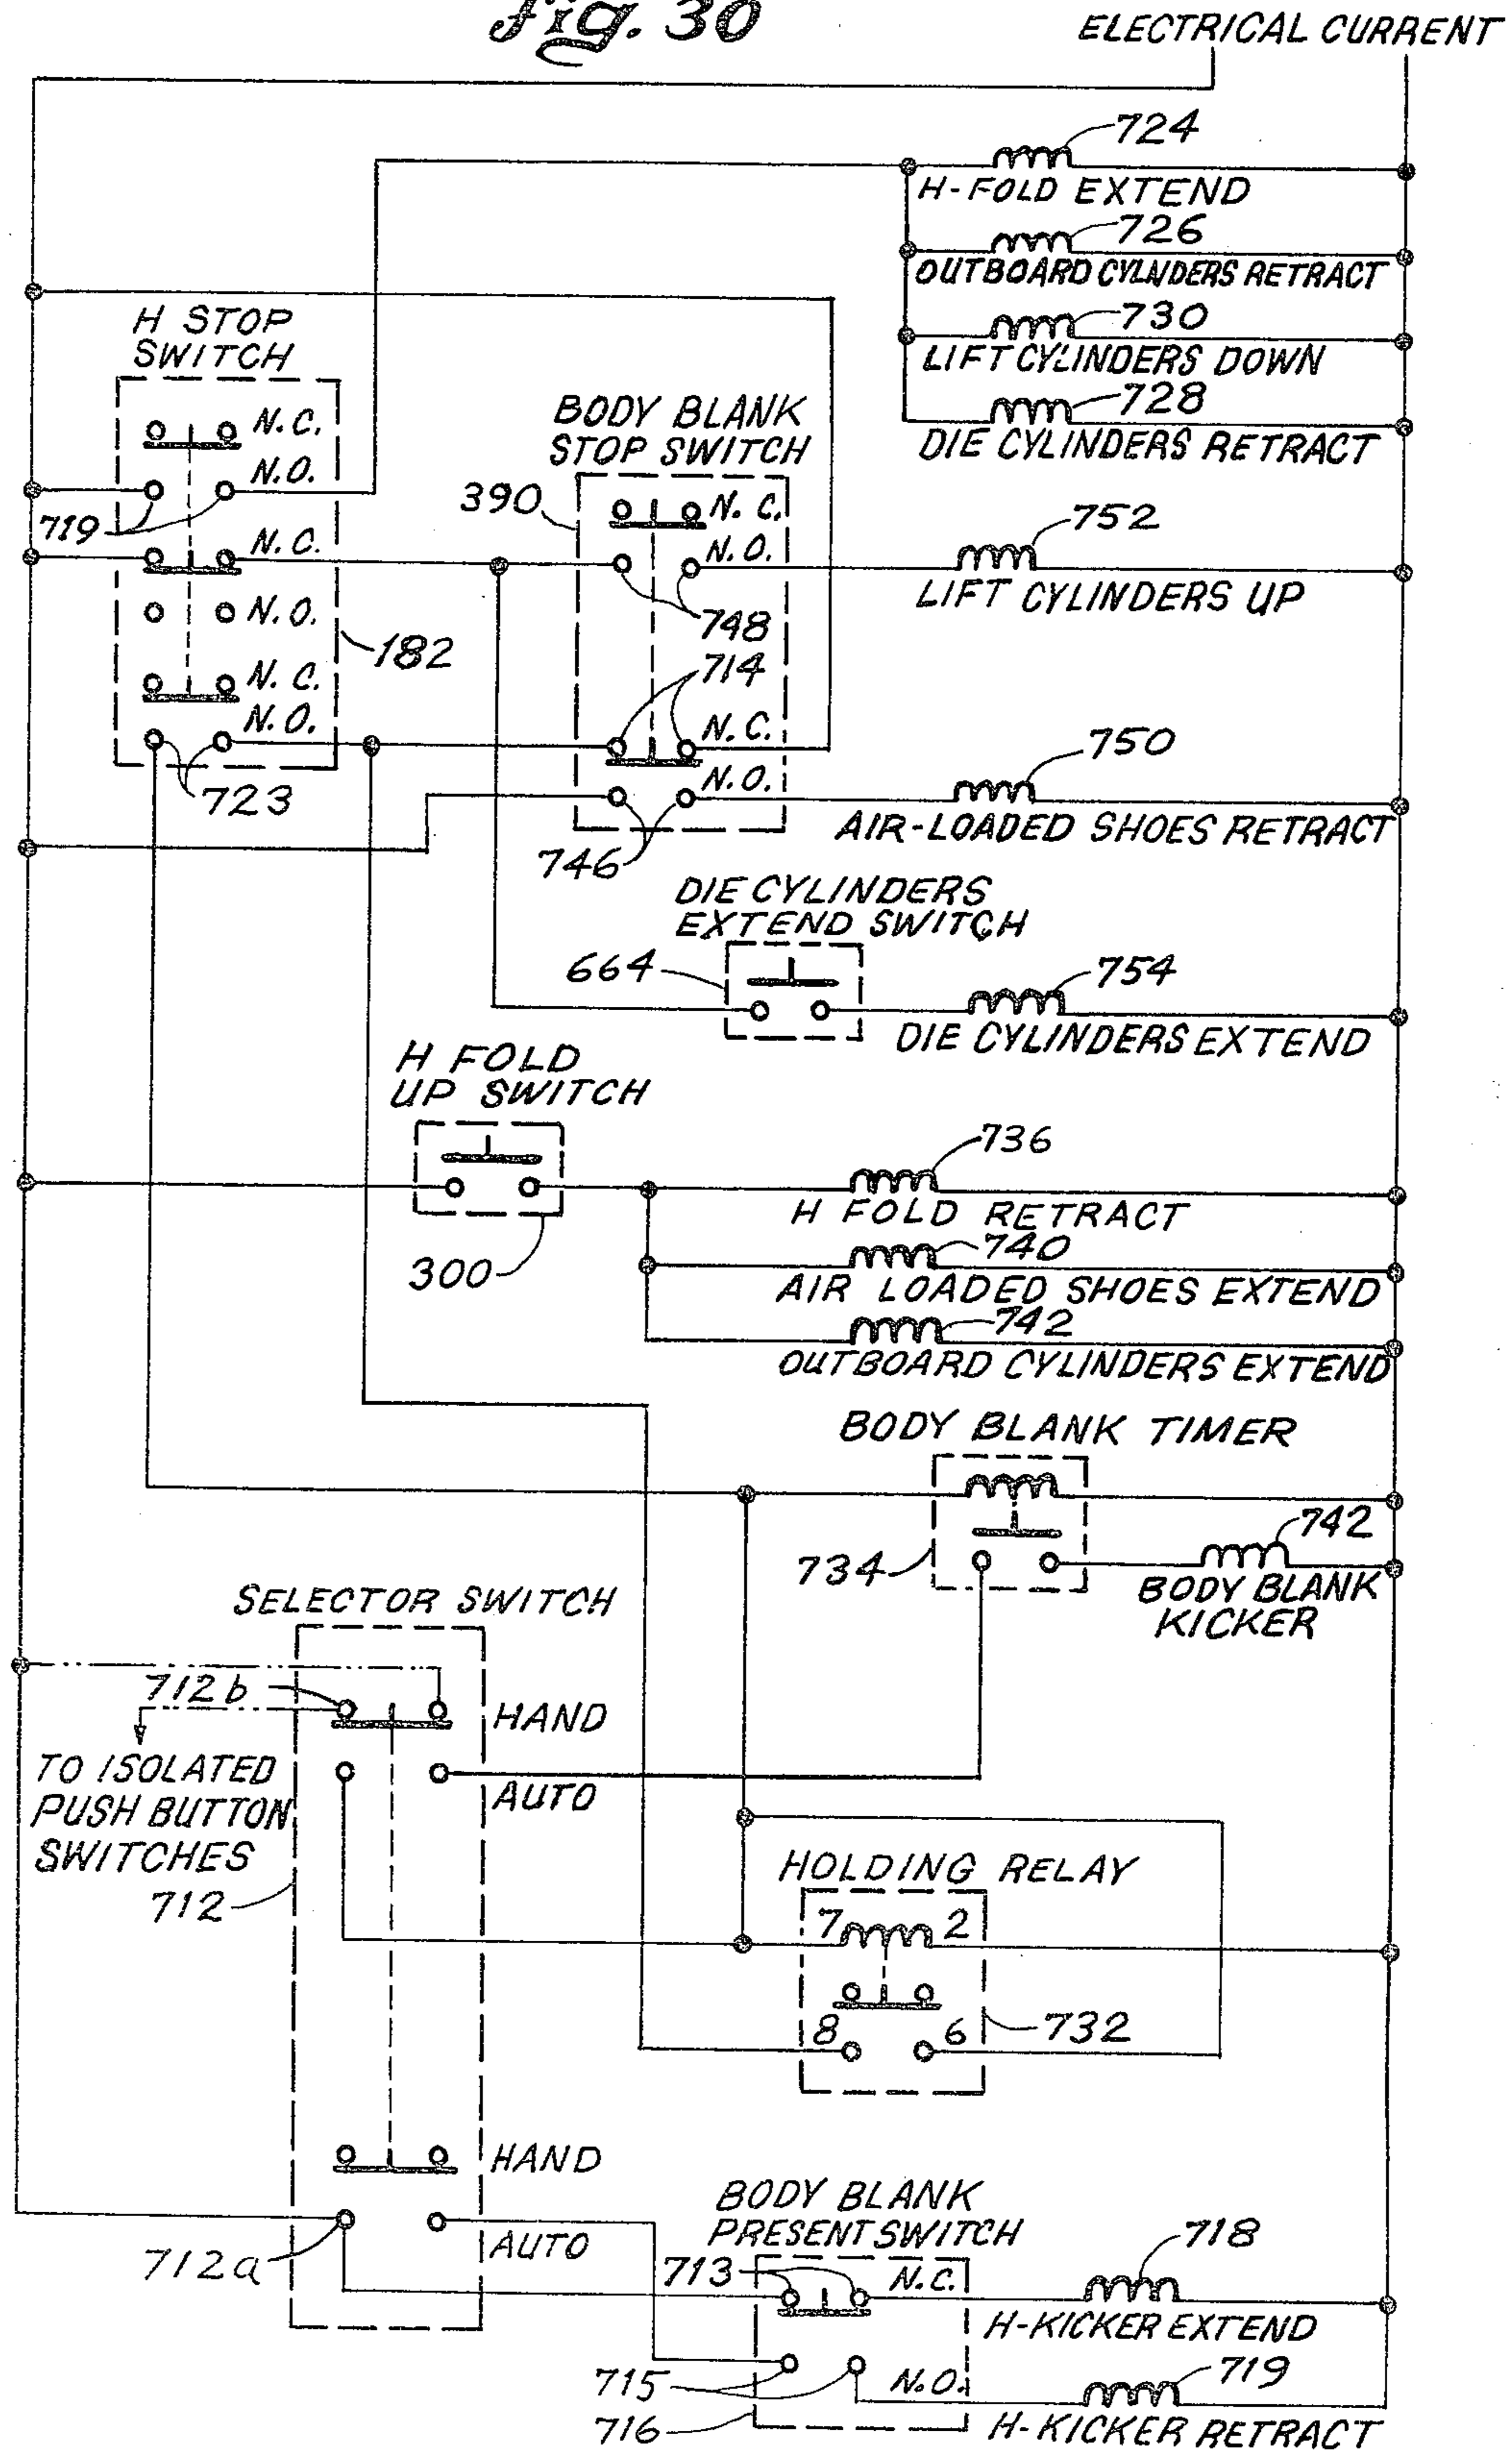 Fig. 30
ELECTRICAL CURRENT
724
H-FOLD EXTEND
726
OUTBOARD CYLINDERS RETRACT
730
LIFT CYLINDERS DOWN
728
DIE CYLINDERS RETRACT
H STOP
SWITCH
N.C.
N.O.
719
N.C.
N.O.
182
N.C.
N.O.
723
BODY BLANK
STOP SWITCH
390
N.C.
N.O.
748
714
N.C.
N.O.
746
752
LIFT CYLINDERS UP
750
AIR-LOADED SHOES RETRACT
DIE CYLINDERS
EXTEND SWITCH
664
754
DIE CYLINDERS EXTEND
H FOLD
UP SWITCH
300
736
H FOLD RETRACT
740
AIR LOADED SHOES EXTEND
742
OUTBOARD CYLINDERS EXTEND
BODY BLANK TIMER
734
742
BODY BLANK
KICKER
SELECTOR SWITCH
712b
HAND
TO ISOLATED
PUSH BUTTON
SWITCHES
AUTO
712
HOLDING RELAY
7 2
8 6
732
HAND
AUTO
712a
BODY BLANK
PRESENT SWITCH
713
N.C.
718
H-KICKER EXTEND
715
N.O.
719
716
H-KICKER RETRACT